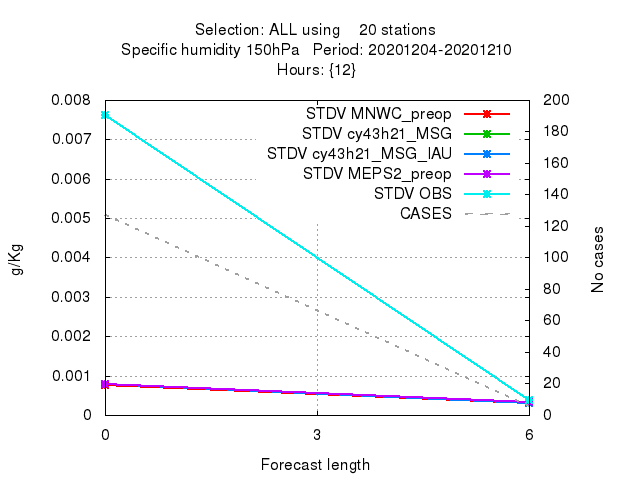 Selection: ALL using    20 stations
Specific humidity 150hPa   Period: 20201204-20201210
Hours: {12}
0.008
0.007
0.006
0.005
0.004
0.003
0.002
0.001
0
200
180
160
140
120
100
80
60
40
20
0
STDV MNWC_preop
STDV cy43h21_MSG
STDV cy43h21_MSG_IAU
STDV MEPS2_preop
STDV OBS
CASES
g/Kg
No cases
0
3
6
Forecast length